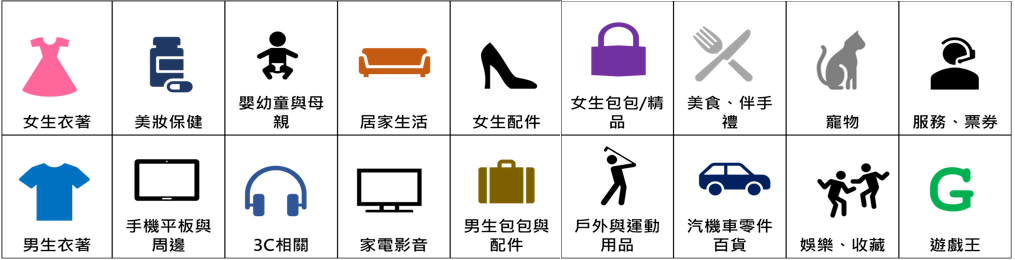 女生衣著
美妝保健
嬰幼童與母
親
居家生活
女生配件
女生包包/精
品
美食、伴手
禮
寵物
服務、票券
男生衣著
手機平板與
周邊
3C相關
家電影音
男生包包與
配件
戶外與運動
用品
汽機車零件
百貨
娛樂、收藏
G
遊戲王